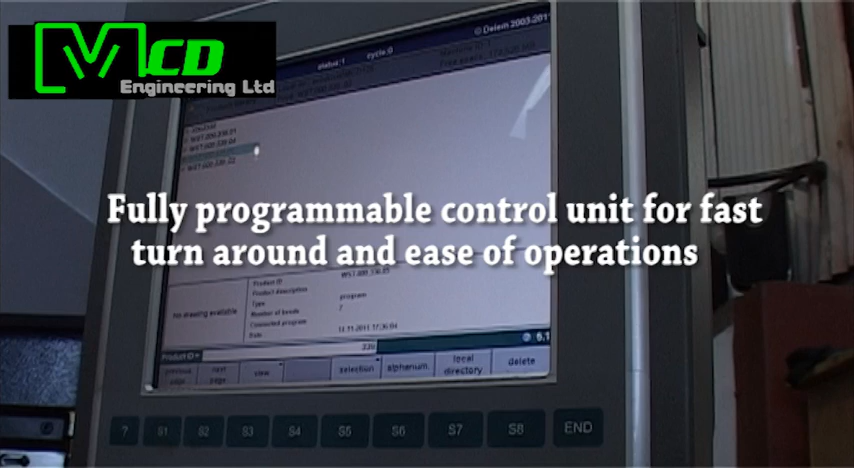 MCD
Engineering Ltd
© Delem 2003-201
status:1 cycle:0
Fully programmable control unit for fast
turn around and ease of operations
No drawing available
Product ID
Product description
Type program
Number of bends 7
Connected program
Date
Product ID =
previous page
next page
view
selection
alphanum.
local directory
delete
? S1 S2 S3 S4 S5 S6 S7 S8 END